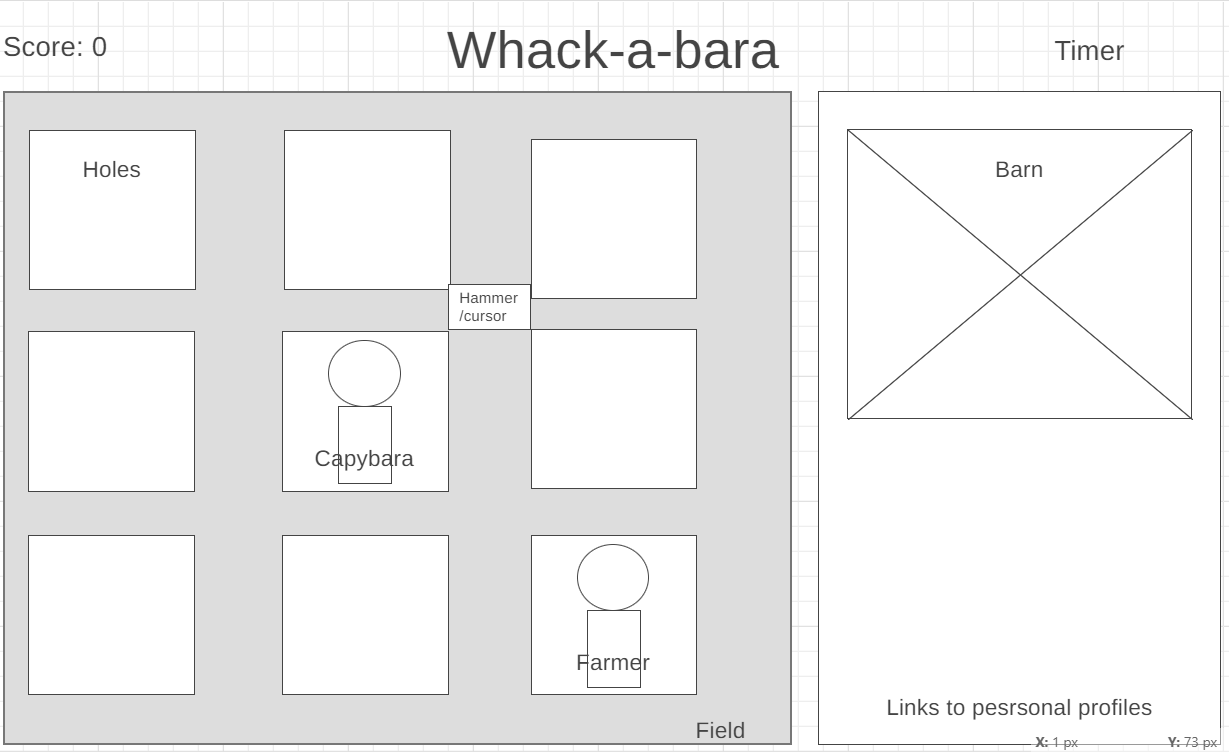 Score: 0
Whack-a-bara
Timer
Holes
Barn
Hammer
/cursor
Capybara
Farmer
Links to pesrsonal profiles
Field
X: 1 px
Y: 73 px